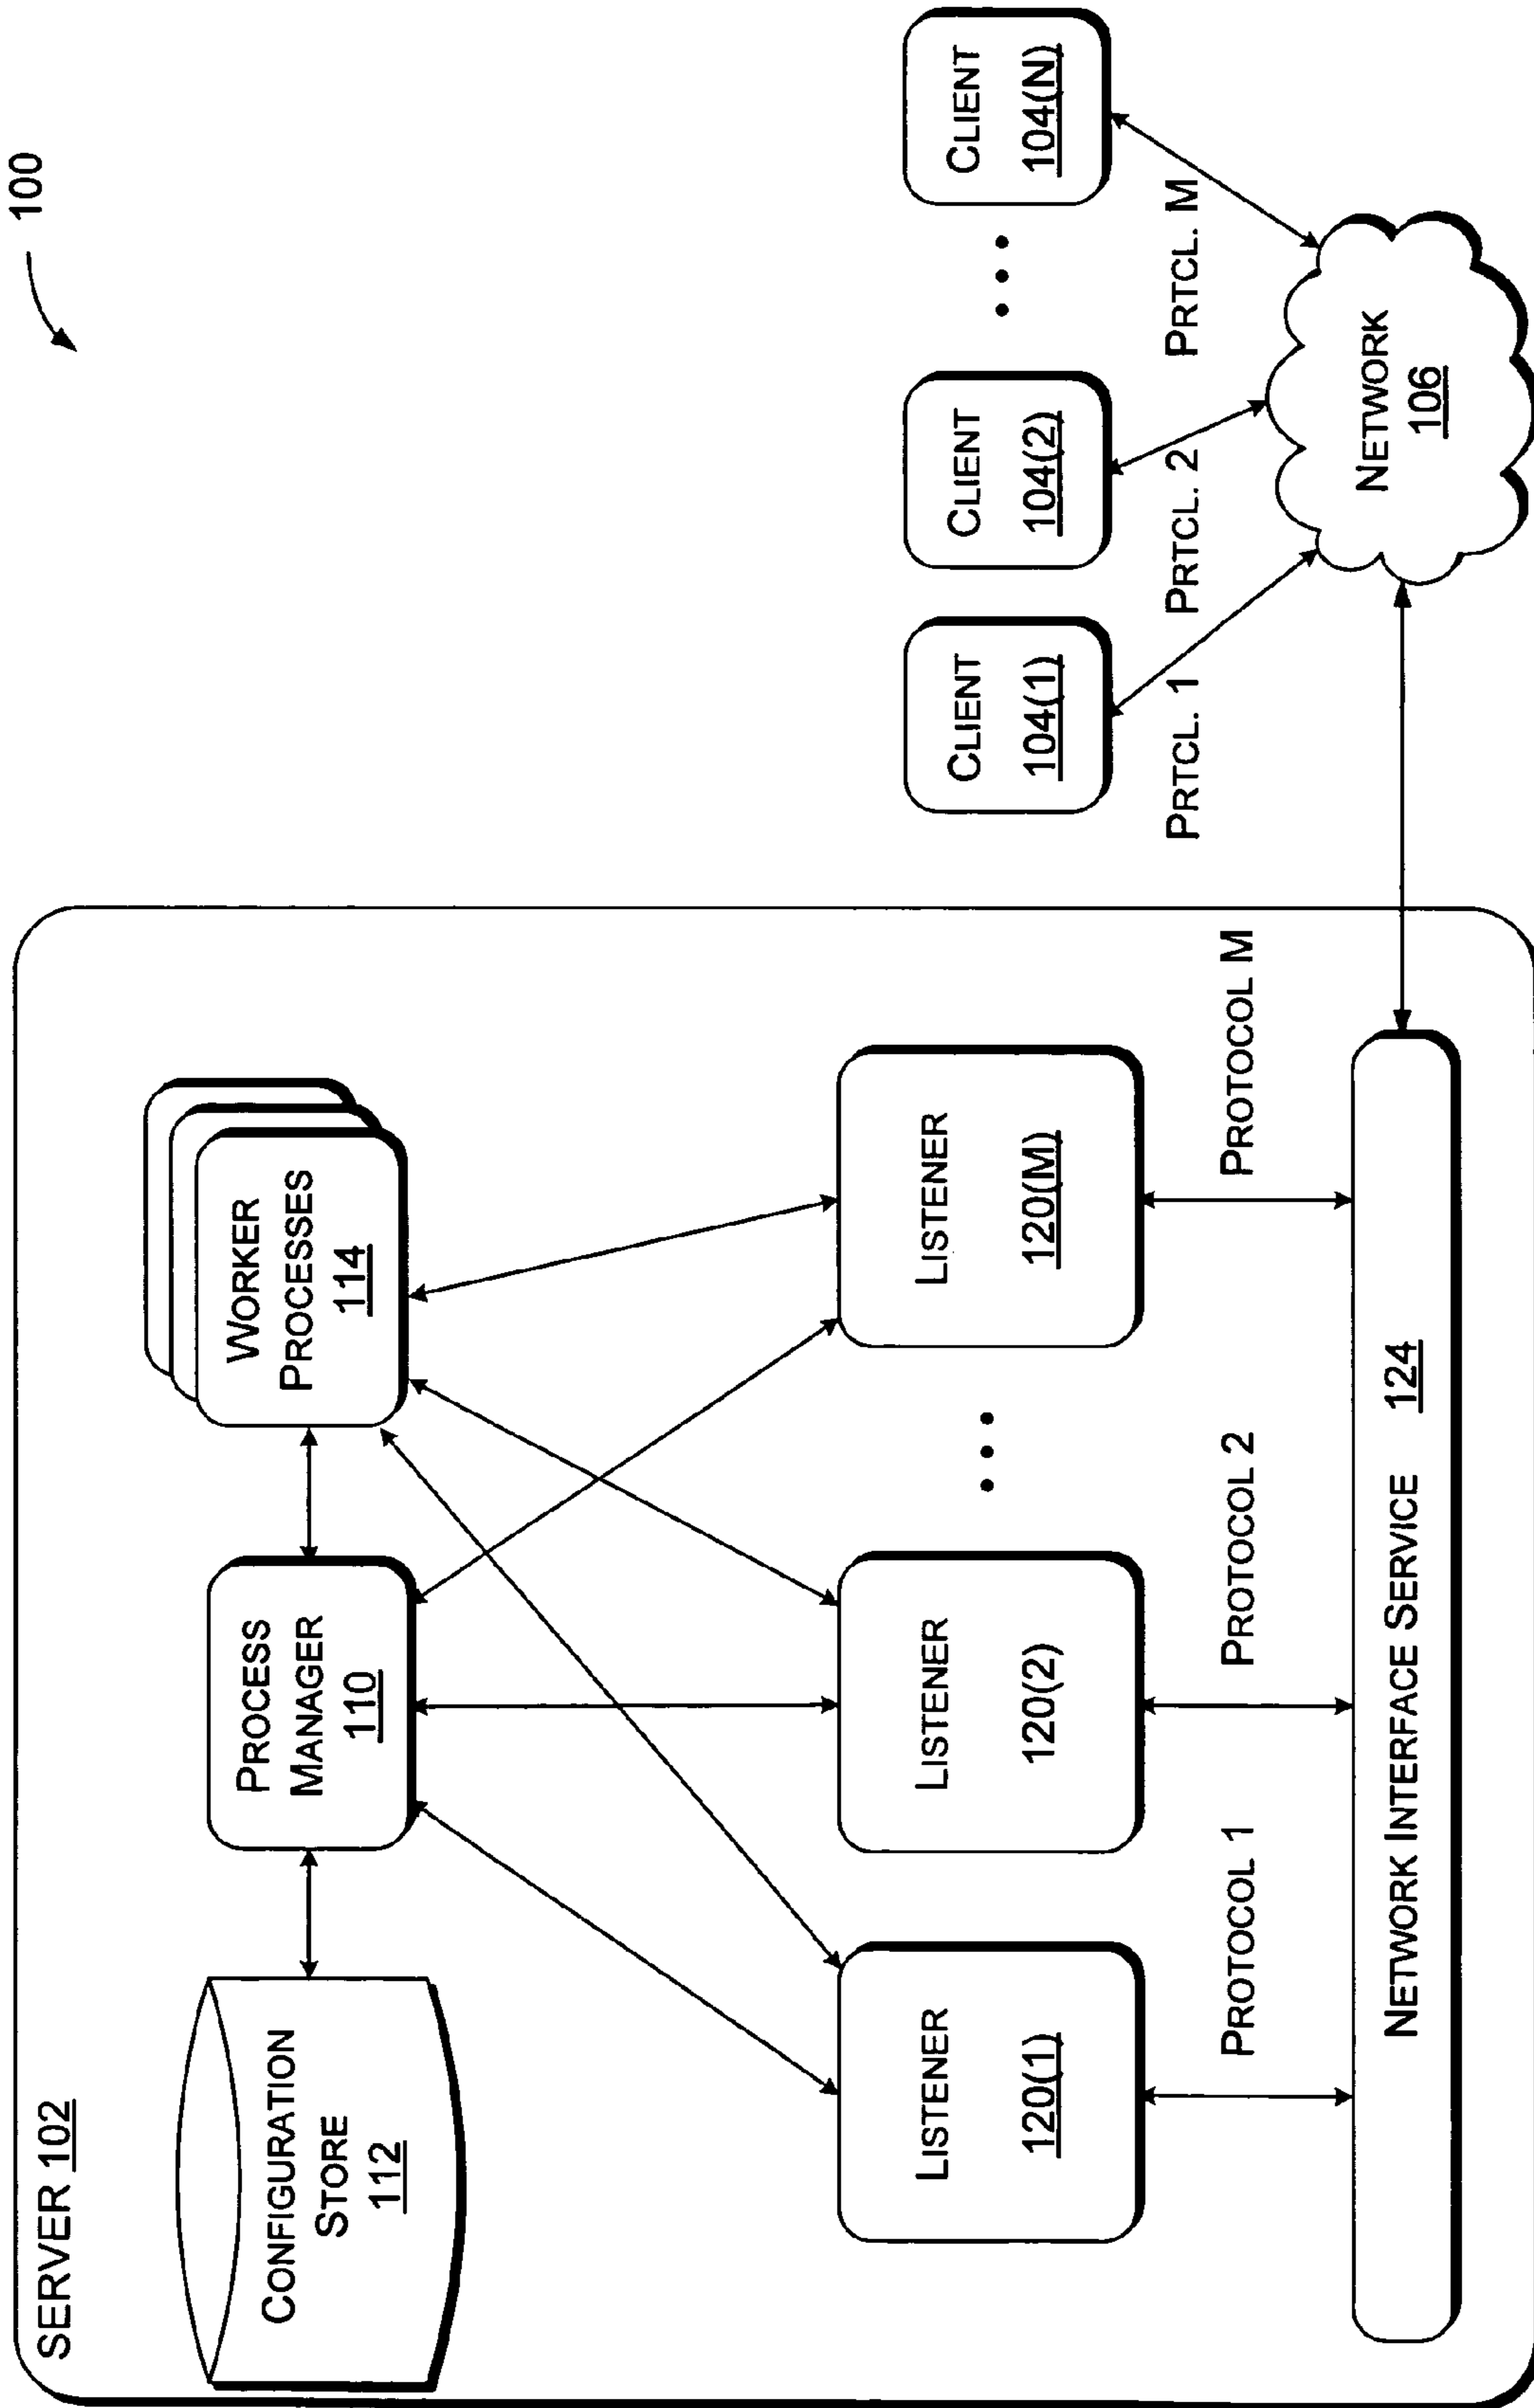 100
SERVER 102
CONFIGURATION
STORE
112
PROCESS
MANAGER
110
WORKER
PROCESSES
114
LISTENER
120(1)
LISTENER
120(2)
LISTENER
120(M)
PROTOCOL 1
PROTOCOL 2
PROTOCOL M
NETWORK INTERFACE SERVICE 124
CLIENT
104(1)
CLIENT
104(2)
CLIENT
104(N)
PRTCL. 1
PRTCL. 2
PRTCL. M
NETWORK
106